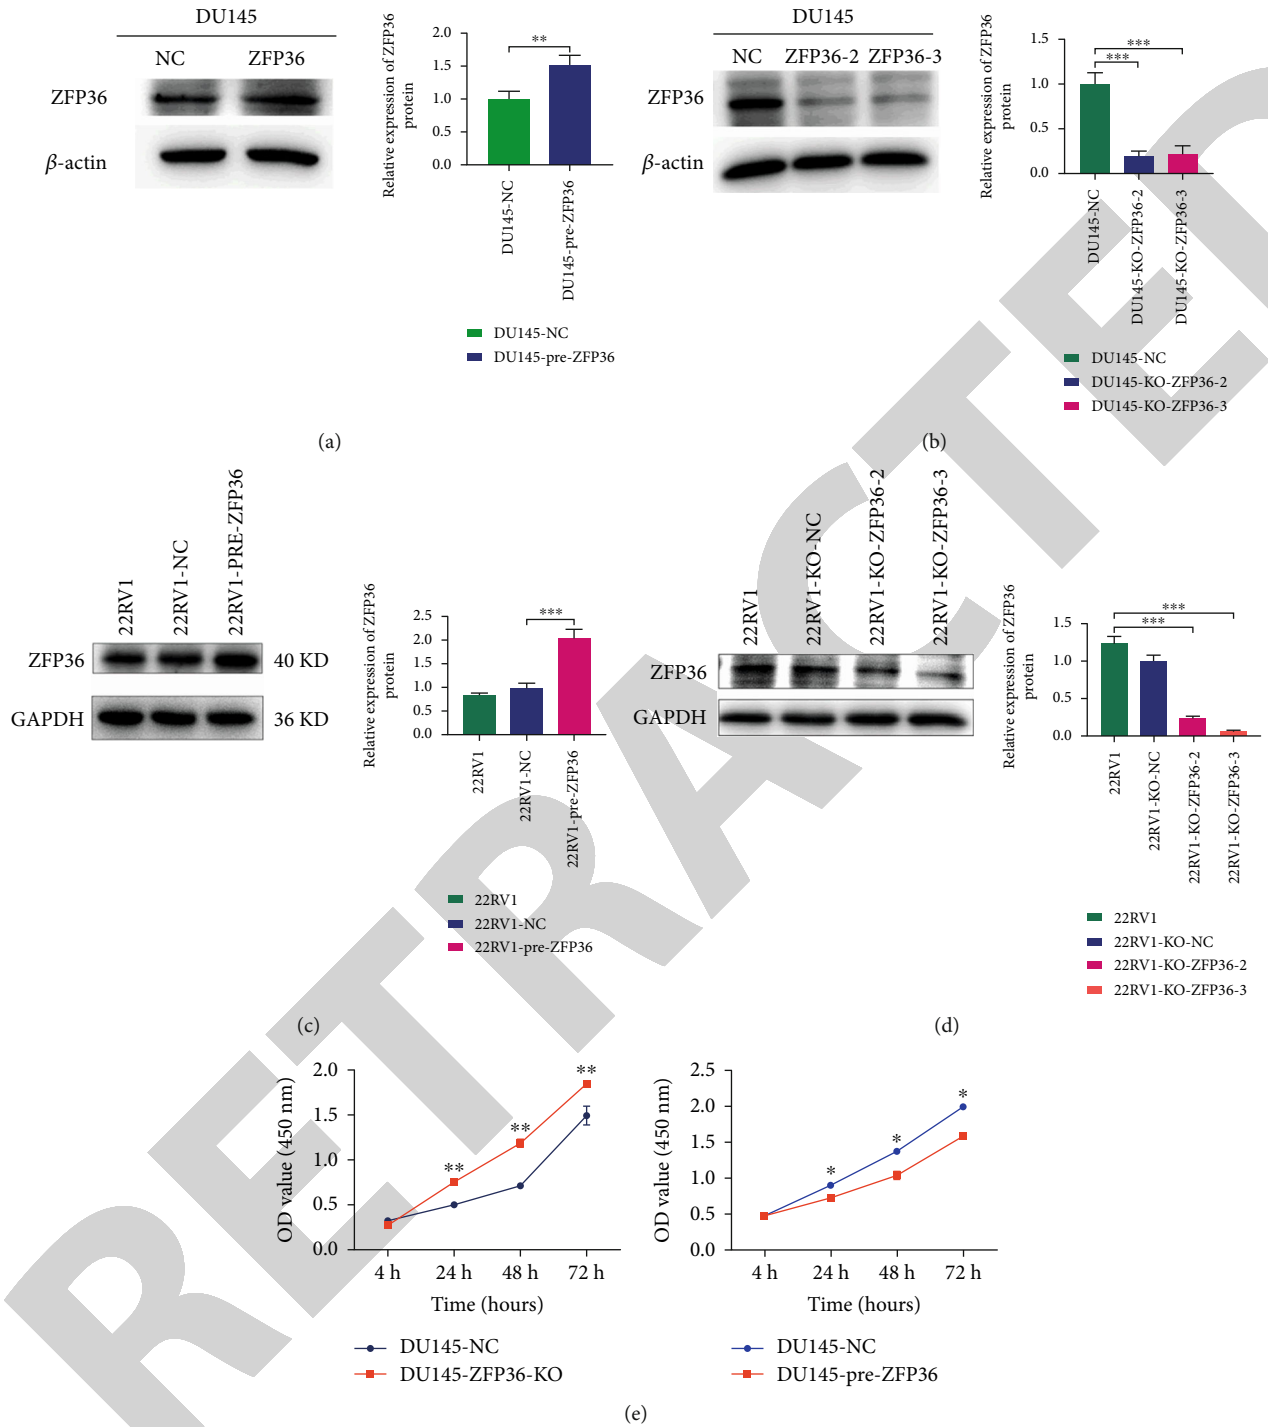 DU145
NC ZFP36
ZFP36
β-actin
Relative expression of ZFP36
protein
2.0
1.5
1.0
0.5
0.0
**
DU145-NC
DU145-pre-ZFP36
DU145-NC
DU145-pre-ZFP36
(a)
DU145
NC ZFP36-2 ZFP36-3
ZFP36
β-actin
Relative expression of ZFP36
protein
1.5
1.0
0.5
0.0
***
***
DU145-NC
DU145-KO-ZFP36-2
DU145-KO-ZFP36-3
DU145-NC
DU145-KO-ZFP36-2
DU145-KO-ZFP36-3
(b)
22RV1
22RV1-NC
22RV1-PRE-ZFP36
ZFP36 40 KD
GAPDH 36 KD
Relative expression of ZFP36
protein
2.5
2.0
1.5
1.0
0.5
0.0
***
22RV1
22RV1-NC
22RV1-pre-ZFP36
22RV1
22RV1-NC
22RV1-pre-ZFP36
(c)
22RV1
22RV1-KO-NC
22RV1-KO-ZFP36-2
22RV1-KO-ZFP36-3
ZFP36
GAPDH
Relative expression of ZFP36
protein
1.5
1.0
0.5
0.0
***
***
22RV1
22RV1-KO-NC
22RV1-KO-ZFP36-2
22RV1-KO-ZFP36-3
22RV1
22RV1-KO-NC
22RV1-KO-ZFP36-2
22RV1-KO-ZFP36-3
(d)
OD value (450 nm)
2.0
1.5
1.0
0.5
0.0
**
**
**
4 h 24 h 48 h 72 h
Time (hours)
DU145-NC
DU145-ZFP36-KO
OD value (450 nm)
2.5
2.0
1.5
1.0
0.5
0.0
*
*
*
4 h 24 h 48 h 72 h
Time (hours)
DU145-NC
DU145-pre-ZFP36
(e)
RETRACTED